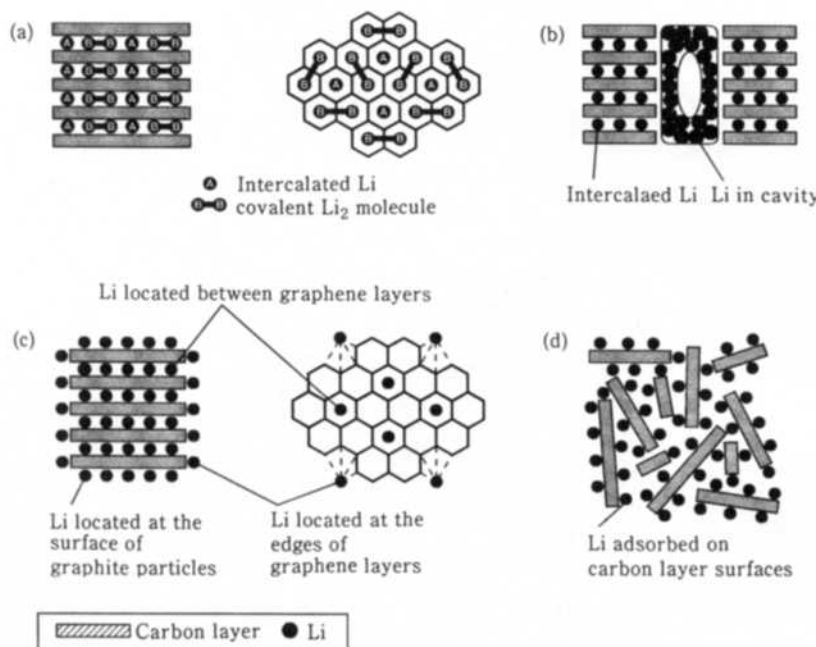 (a)
A B B A B B
A B B A B B
A B B A B B
A B B A B B
B B
B B B B
B A B B A B
B B A B B
B B
A Intercalated Li
B B covalent Li2 molecule
(b)
Intercalaed Li Li in cavity
Li located between graphene layers
(c)
(d)
Li located at the
surface of
graphite particles
Li located at the
edges of
graphene layers
Li adsorbed on
carbon layer surfaces
Carbon layer
Li